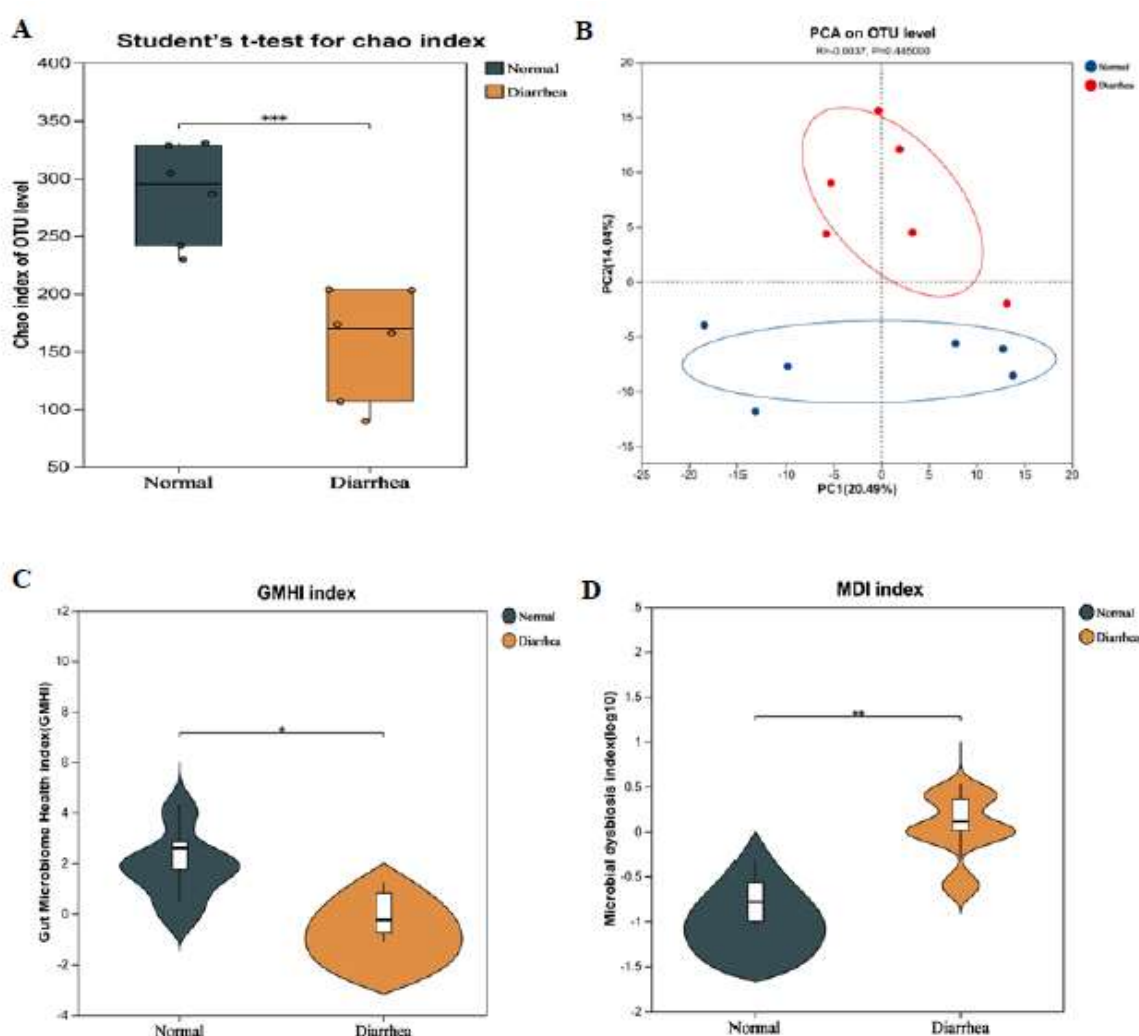 A
Student's t-test for chao index
Chao index of OTU level
400
350
300
250
200
150
100
50
***
Normal
Diarrhea
Normal
Diarrhea
B
PCA on OTU level
PC2(14.04%)
20
15
10
5
0
-5
-10
-15
-25
-20
-15
-10
-5
0
5
10
15
20
PC1(20.49%)
Normal
Diarrhea
C
GMHI index
Gut Microbiome Health index(GMHI)
12
10
8
6
4
2
0
-2
-4
*
Normal
Diarrhea
Normal
Diarrhea
D
MDI index
Microbial dysbiosis index(log10)
2
1.5
1
0.5
0
-0.5
-1
-1.5
-2
**
Normal
Diarrhea
Normal
Diarrhea